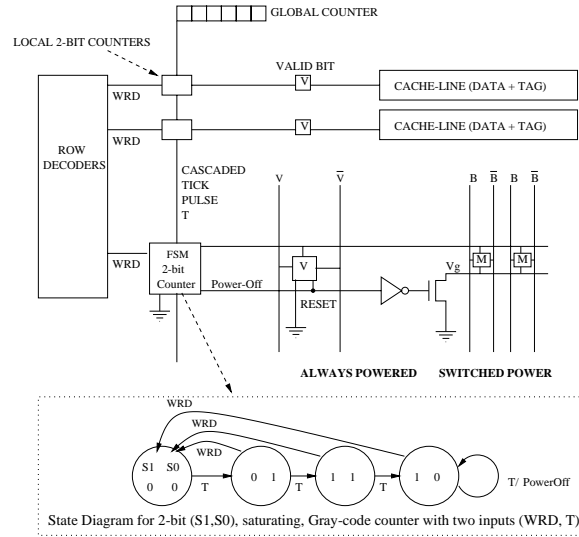 GLOBAL COUNTER
LOCAL 2-BIT COUNTERS
VALID BIT
WRD
V
CACHE-LINE (DATA + TAG)
WRD
V
CACHE-LINE (DATA + TAG)
ROW
DECODERS
CASCADED
TICK
PULSE
T
V
V
B
B
B
B
WRD
FSM
2-bit
Counter
V
Vg
M
M
Power-Off
RESET
ALWAYS POWERED
SWITCHED POWER
WRD
WRD
WRD
S1 S0
0 0
T
0 1
T
1 1
T
1 0
T/ PowerOff
State Diagram for 2-bit (S1,S0), saturating, Gray-code counter with two inputs (WRD, T)